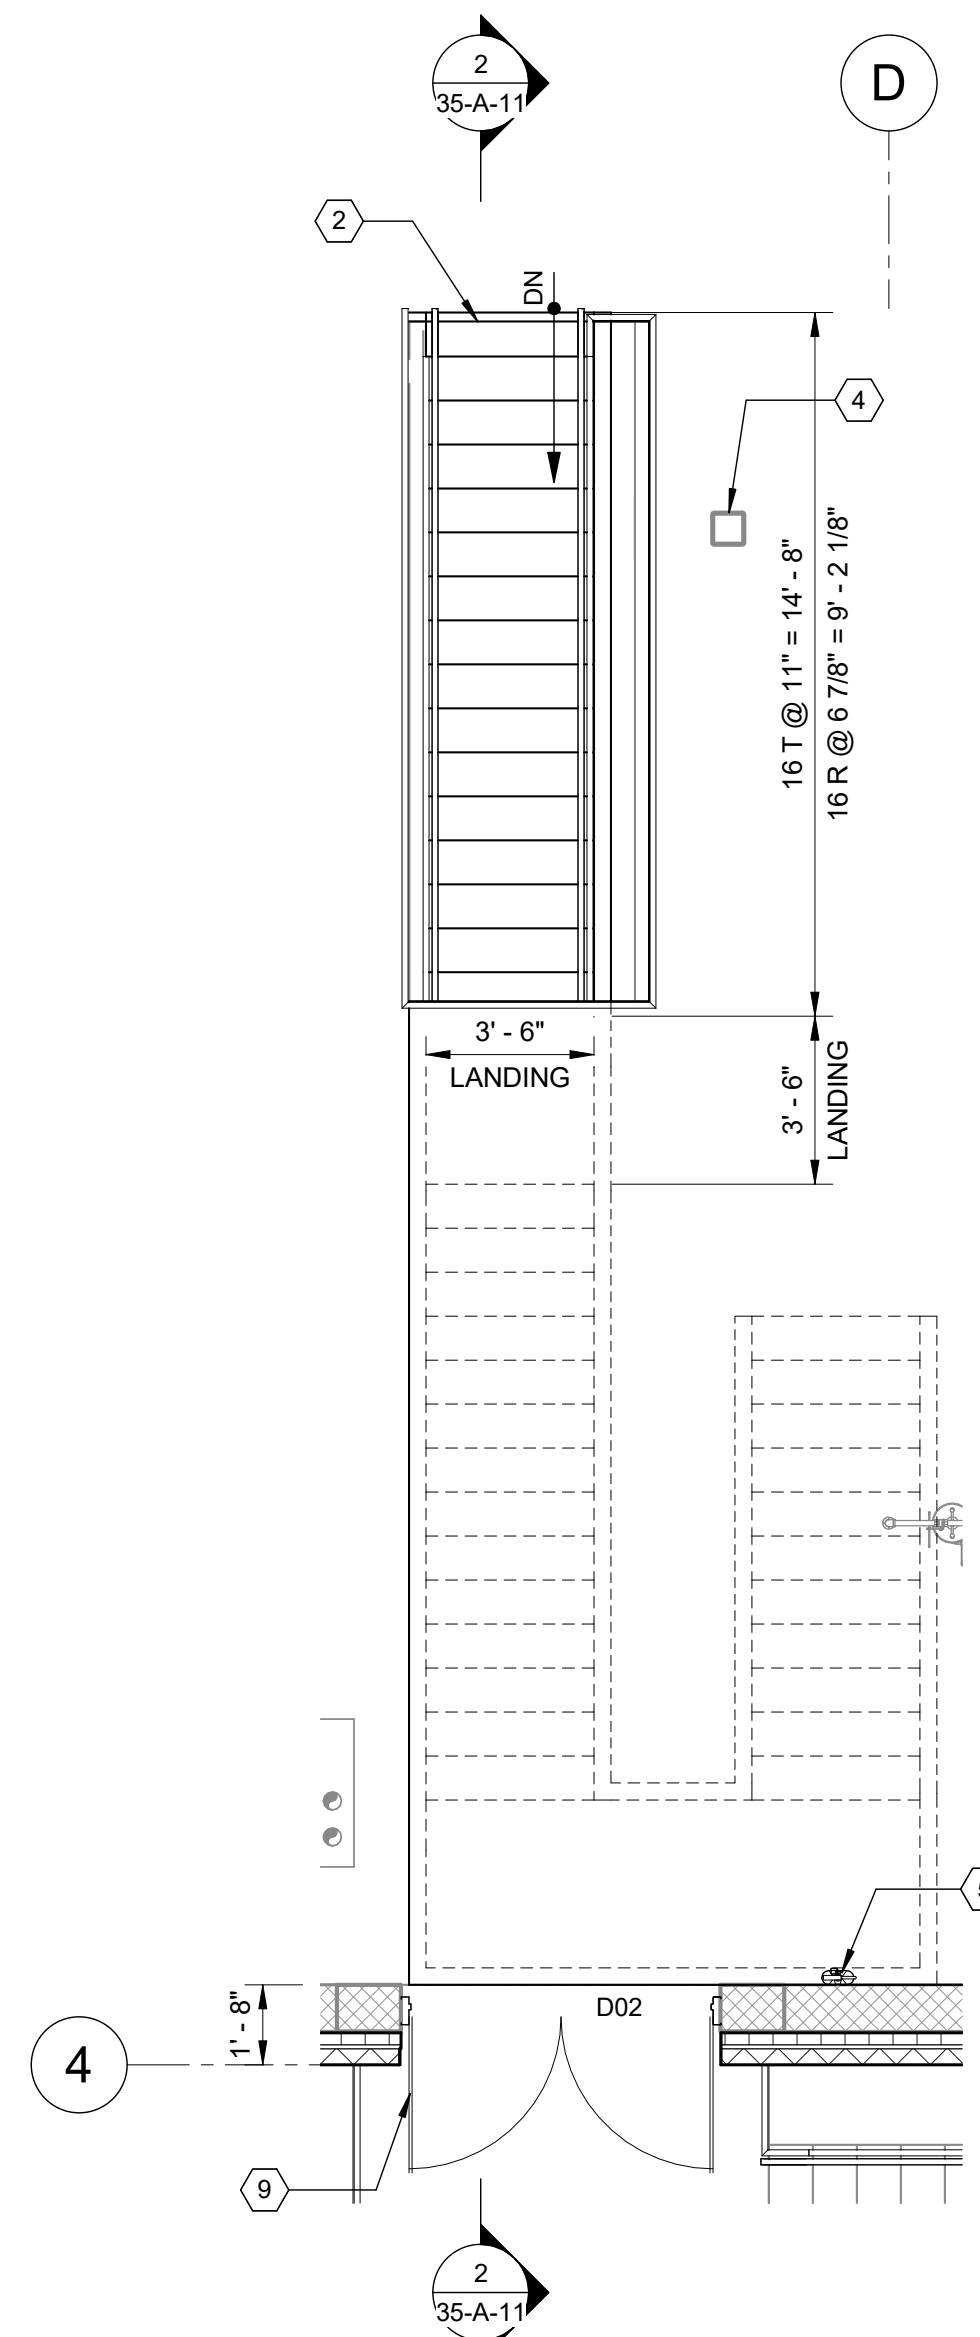 2
35-A-11
D
2
DN
4
16 T @ 11" = 14' - 8"
16 R @ 6 7/8" = 9' - 2 1/8"
3' - 6"
LANDING
3' - 6"
LANDING
1' - 8"
D02
4
9
2
35-A-11